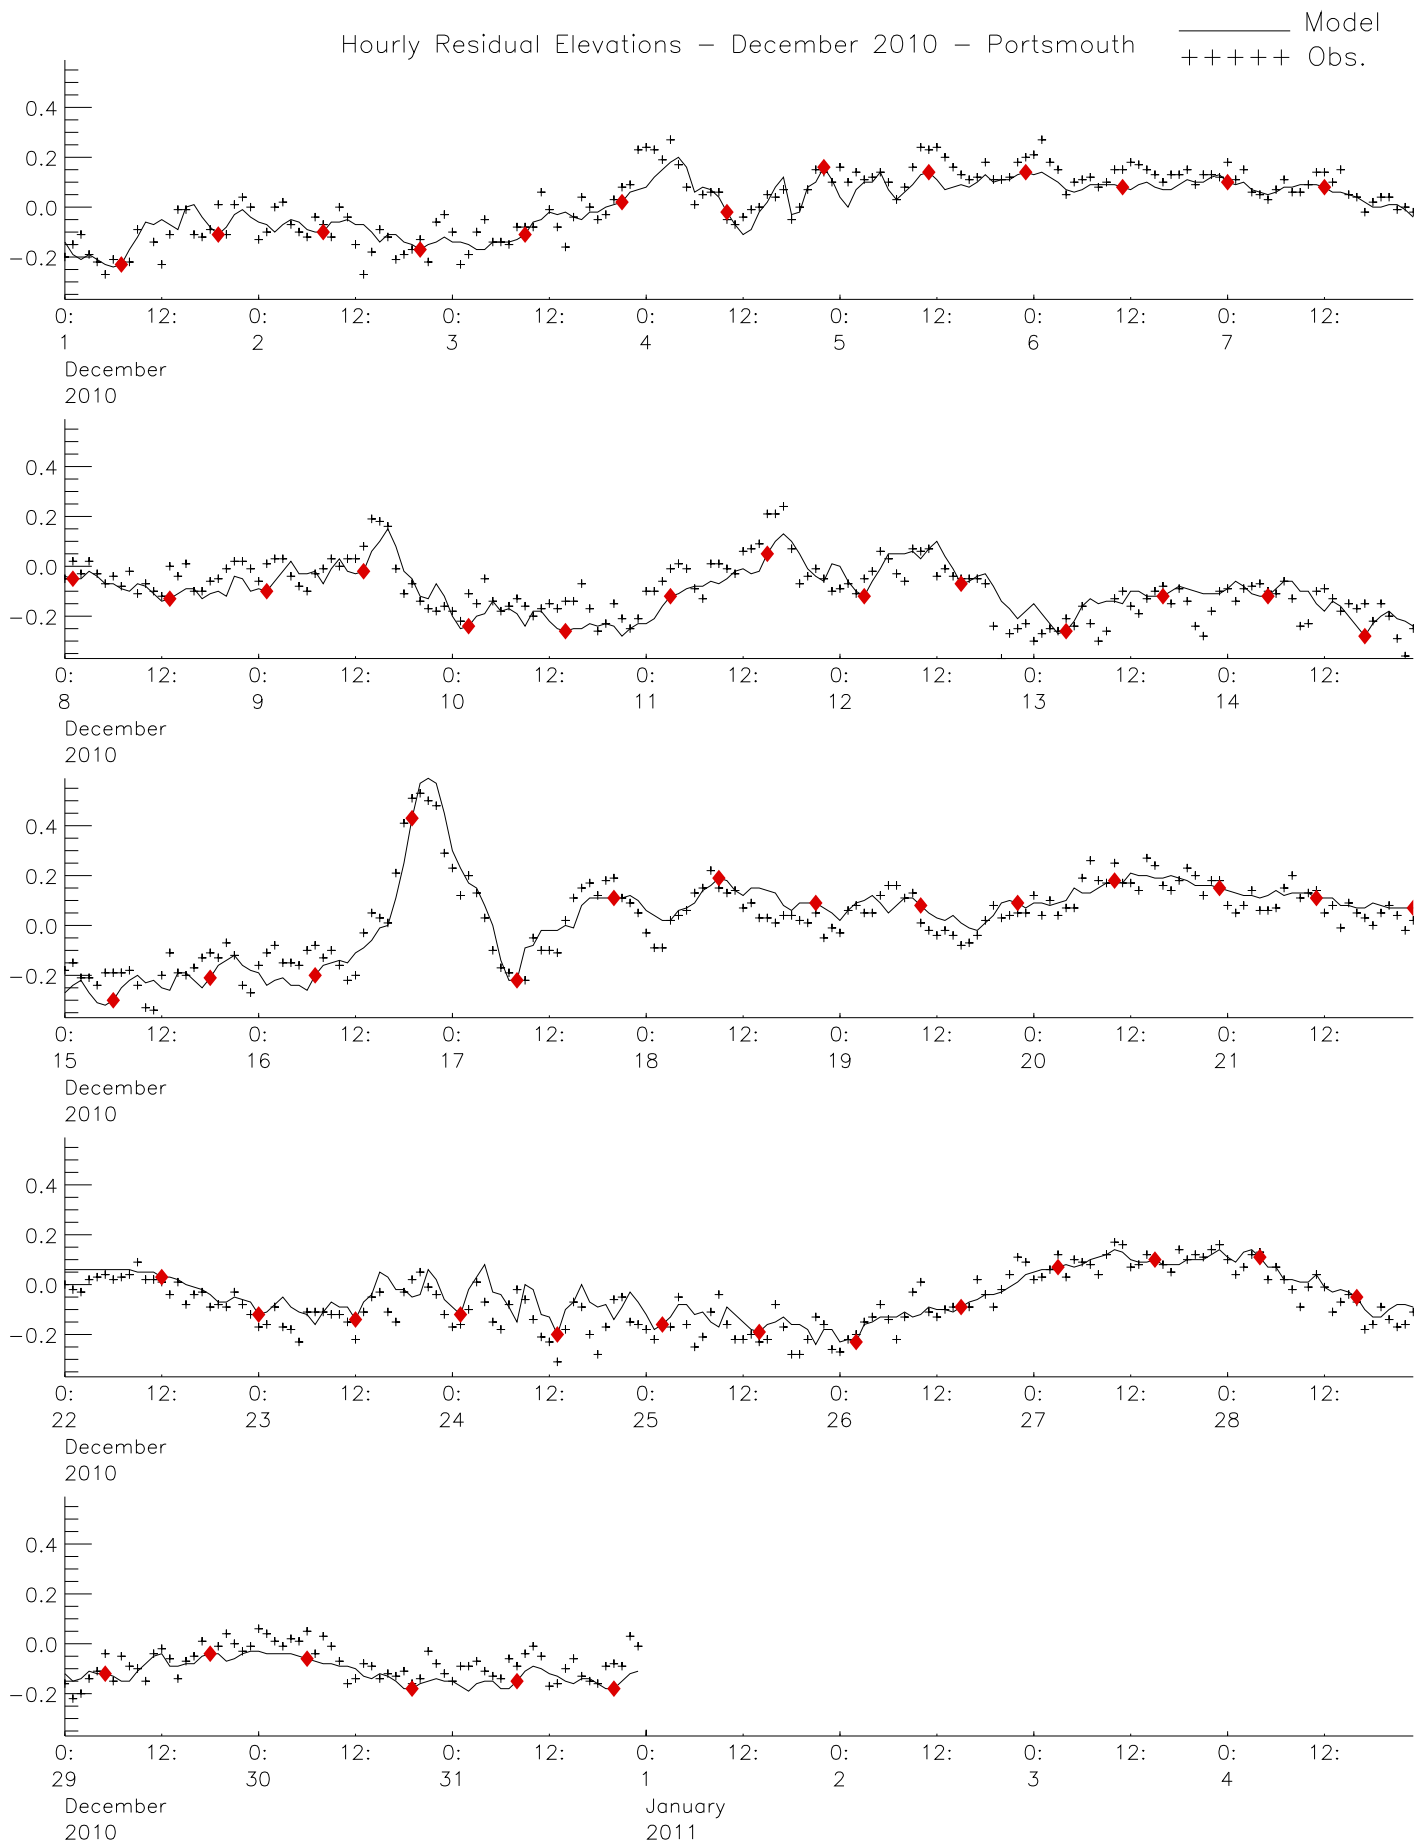 Hourly Residual Elevations – December 2010 – Portsmouth
Model
+++++ Obs.
0.4
0.2
0.0
−0.2
0: 12: 0: 12: 0: 12: 0: 12: 0: 12: 0: 12: 0: 12:
1 2 3 4 5 6 7
December
2010
0.4
0.2
0.0
−0.2
0: 12: 0: 12: 0: 12: 0: 12: 0: 12: 0: 12: 0: 12:
8 9 10 11 12 13 14
December
2010
0.4
0.2
0.0
−0.2
0: 12: 0: 12: 0: 12: 0: 12: 0: 12: 0: 12: 0: 12:
15 16 17 18 19 20 21
December
2010
0.4
0.2
0.0
−0.2
0: 12: 0: 12: 0: 12: 0: 12: 0: 12: 0: 12: 0: 12:
22 23 24 25 26 27 28
December
2010
0.4
0.2
0.0
−0.2
0: 12: 0: 12: 0: 12: 0: 12: 0: 12: 0: 12: 0: 12:
29 30 31 1 2 3 4
December January
2010 2011